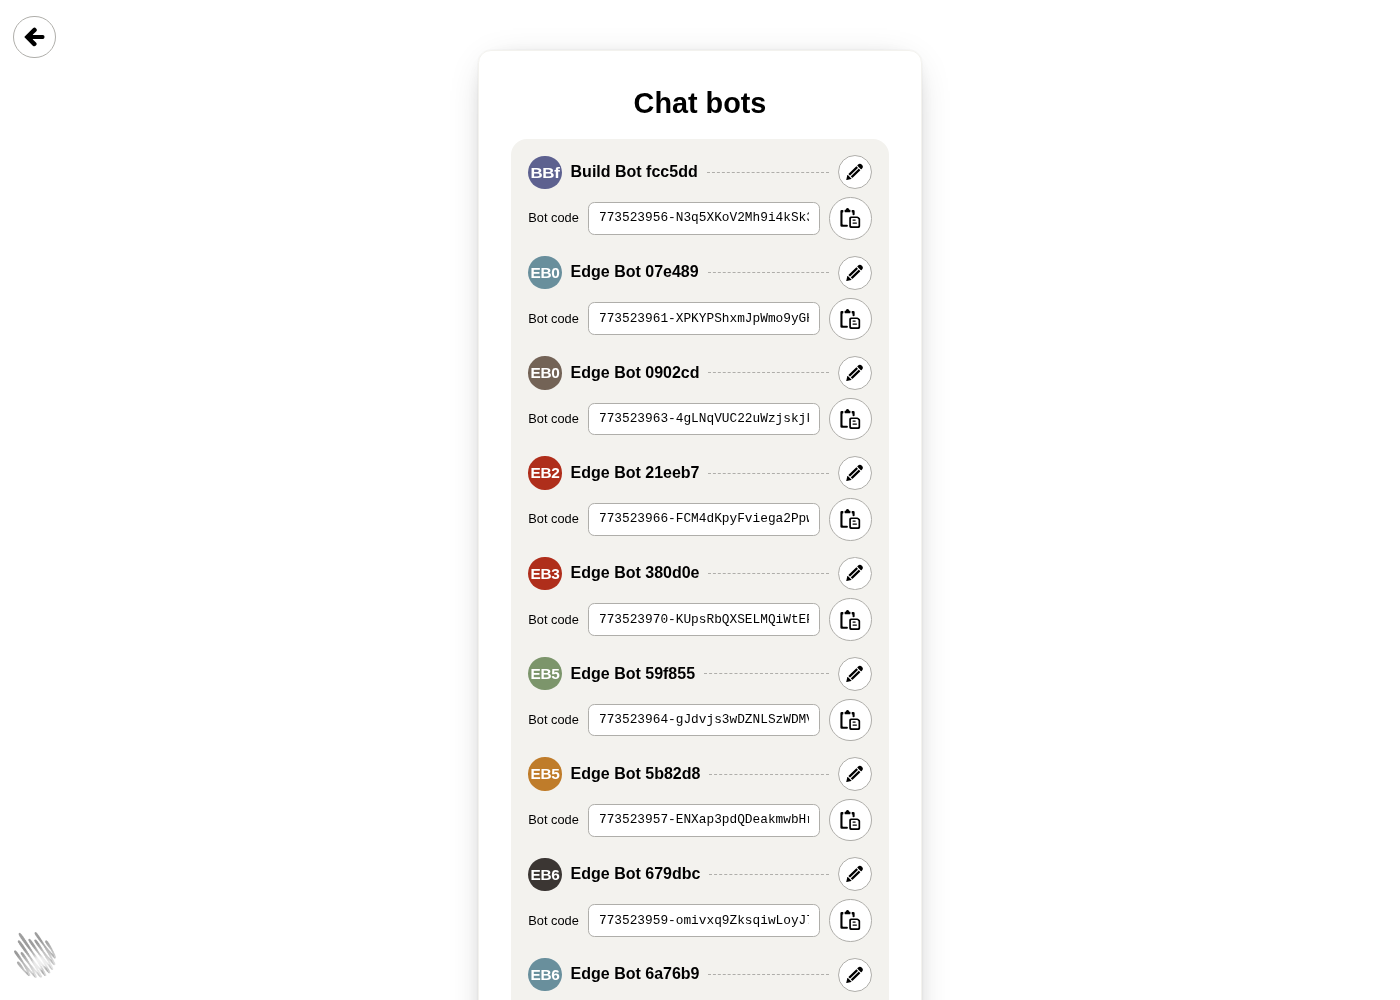 Chat bots
BBf Build Bot fcc5dd
Bot code 773523956-N3q5XKoV2Mh9i4kSk
EB0 Edge Bot 07e489
Bot code 773523961-XPKYPShxmJpWmo9yG
EB0 Edge Bot 0902cd
Bot code 773523963-4gLNqVUC22uWzjskj
EB2 Edge Bot 21eeb7
Bot code 773523966-FCM4dKpyFviega2Pp
EB3 Edge Bot 380d0e
Bot code 773523970-KUpsRbQXSELMQiWtE
EB5 Edge Bot 59f855
Bot code 773523964-gJdvjs3wDZNLSzWDM
EB5 Edge Bot 5b82d8
Bot code 773523957-ENXap3pdQDeakmwbH
EB6 Edge Bot 679dbc
Bot code 773523959-omivxq9ZksqiwLoyJ
EB6 Edge Bot 6a76b9